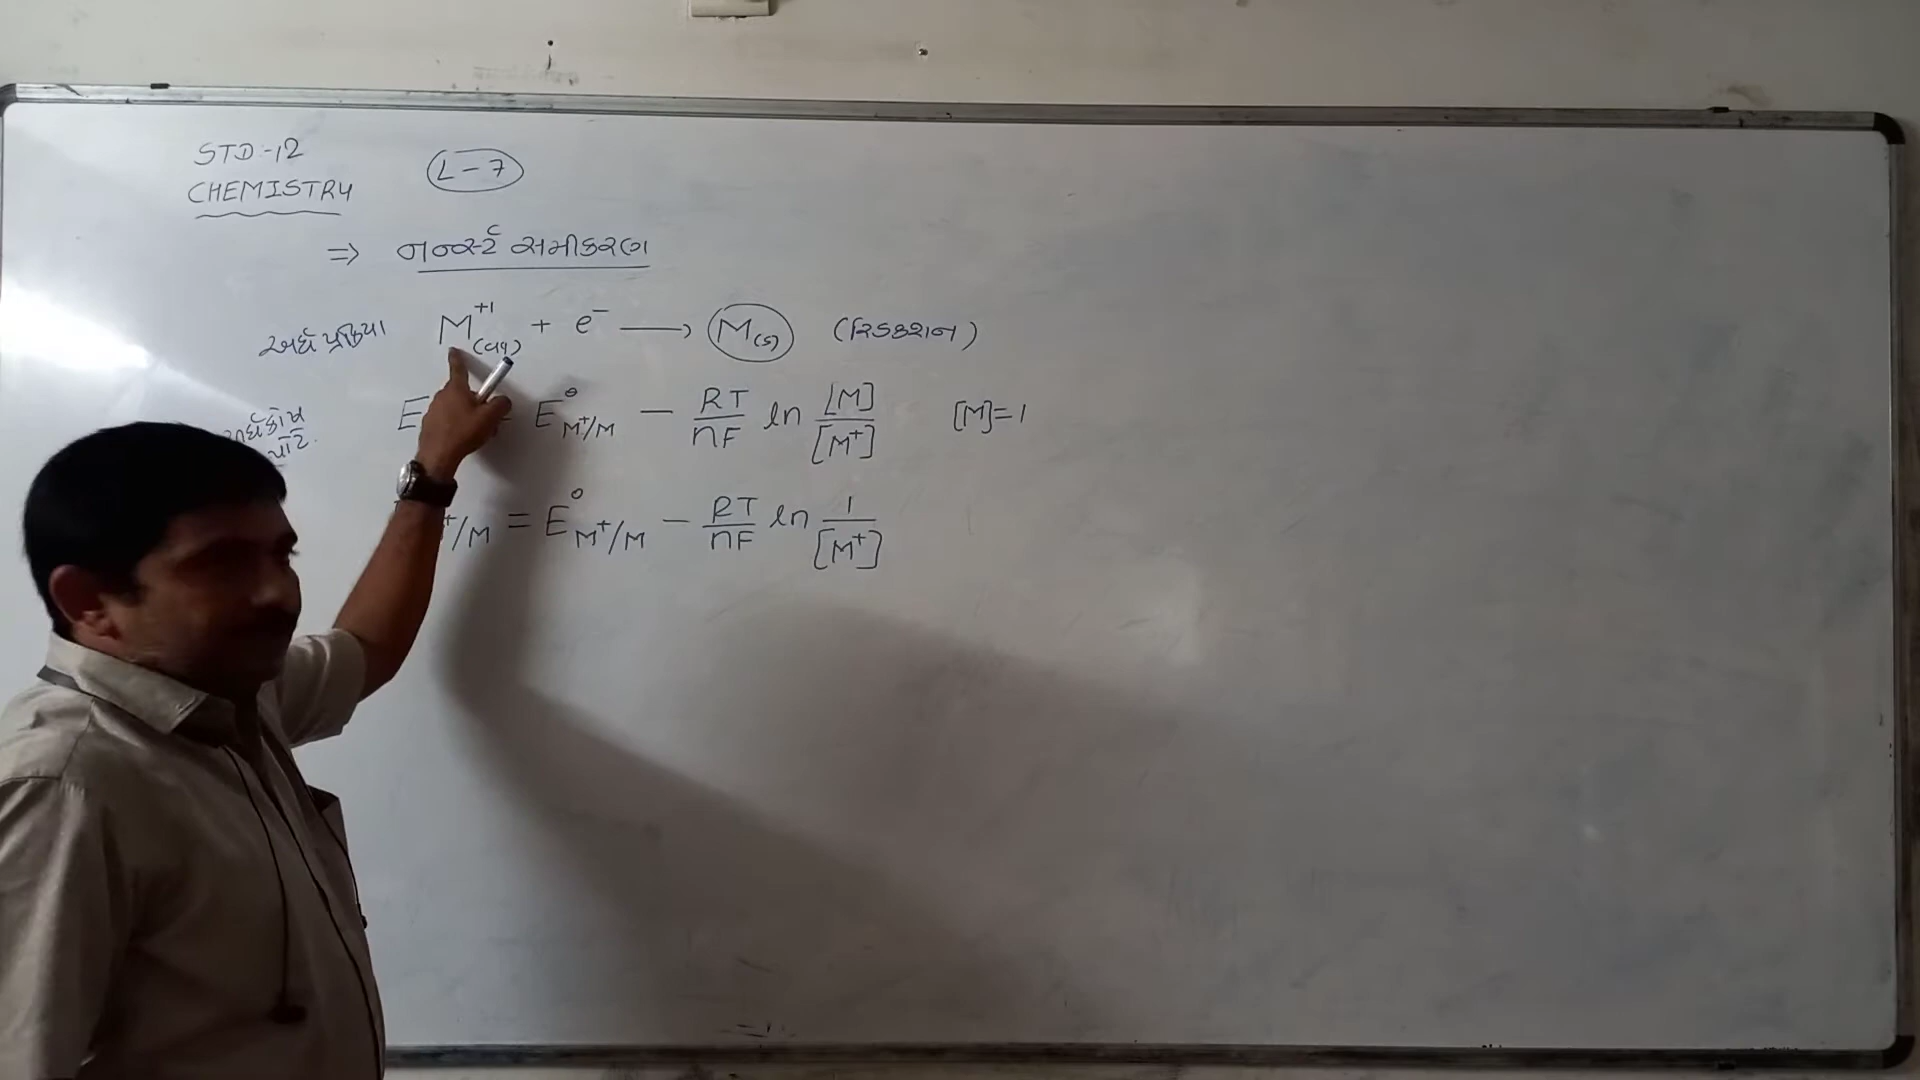 STD-12
CHEMISTRY
L-7
⇒ નર્ન્સ્ટ સમીકરણ
અર્ધ પ્રક્રિયા M⁺¹(aq) + e⁻ ⟶ M(s) (રિડક્શન)
E = E°M⁺/M − RT/nF ln [M]/[M⁺] [M]=1
⁺/M = E°M⁺/M − RT/nF ln 1/[M⁺]